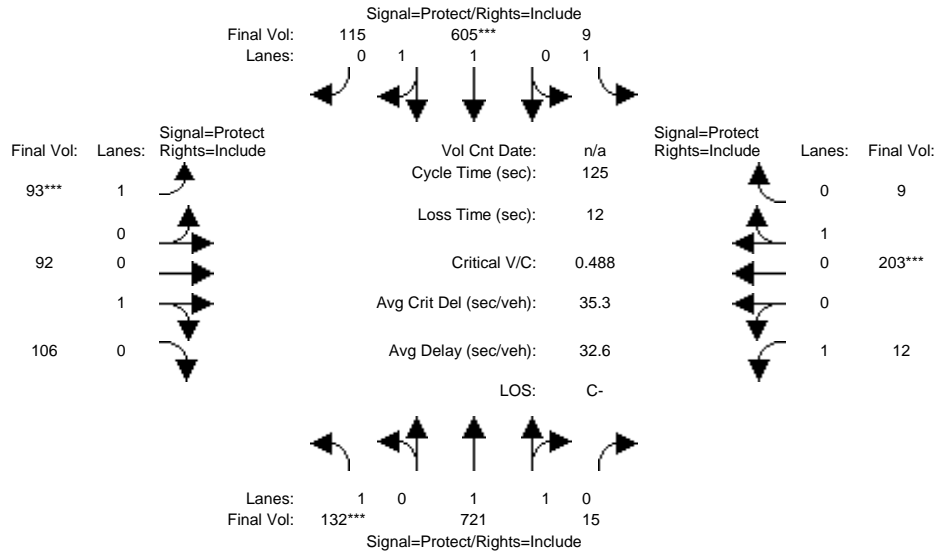 Signal=Protect/Rights=Include
Final Vol: 115 605*** 9
Lanes: 0 1 1 0 1
Signal=Protect
Final Vol: Lanes: Rights=Include
Vol Cnt Date: n/a
Signal=Protect
Rights=Include Lanes: Final Vol:
Cycle Time (sec): 125
93*** 1
0 9
Loss Time (sec): 12
0
1
92 0
Critical V/C: 0.488
0 203***
1
Avg Crit Del (sec/veh): 35.3
0
106 0
Avg Delay (sec/veh): 32.6
1 12
LOS: C-
Lanes: 1 0 1 1 0
Final Vol: 132*** 721 15
Signal=Protect/Rights=Include